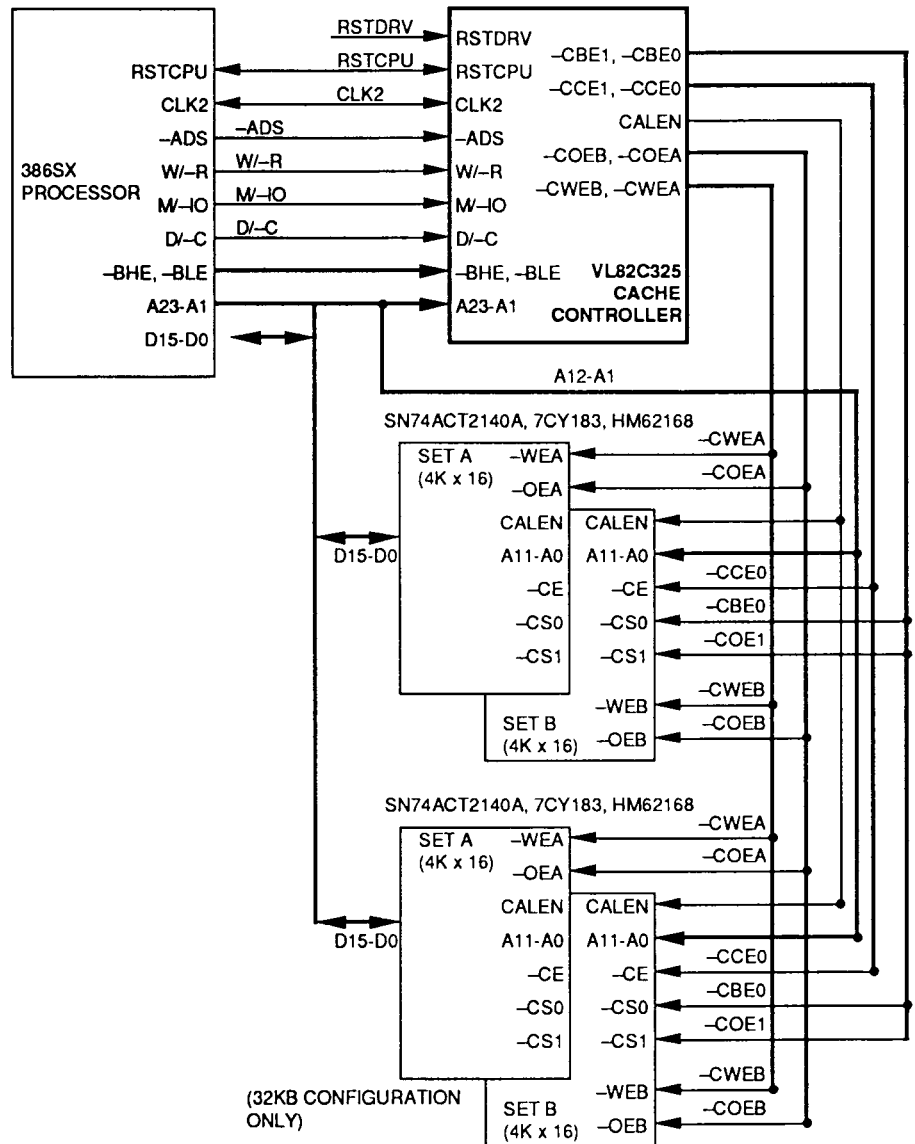 RSTDRV
RSTDRV
-CBE1, -CBE0
RSTCPU
RSTCPU
RSTCPU
-CCE1, -CCE0
CLK2
CLK2
CLK2
CALEN
-ADS
-ADS
-ADS
-COEB, -COEA
386SX
PROCESSOR
W/-R
W/-R
W/-R
-CWEB, -CWEA
M/-IO
M/-IO
M/-IO
D/-C
D/-C
D/-C
-BHE, -BLE
-BHE, -BLE
VL82C325
CACHE
CONTROLLER
A23-A1
A23-A1
D15-D0
A12-A1
SN74ACT2140A, 7CY183, HM62168
SET A
(4K x 16)
-WEA
-CWEA
-OEA
-COEA
CALEN
CALEN
D15-D0
A11-A0
A11-A0
-CE
-CE
-CCE0
-CS0
-CS0
-CBE0
-CS1
-CS1
-COE1
-WEB
-CWEB
SET B
(4K x 16)
-OEB
-COEB
SN74ACT2140A, 7CY183, HM62168
SET A
(4K x 16)
-WEA
-CWEA
-OEA
-COEA
CALEN
CALEN
D15-D0
A11-A0
A11-A0
-CE
-CE
-CCE0
-CS0
-CS0
-CBE0
-CS1
-CS1
-COE1
(32KB CONFIGURATION
ONLY)
-WEB
-CWEB
SET B
(4K x 16)
-OEB
-COEB